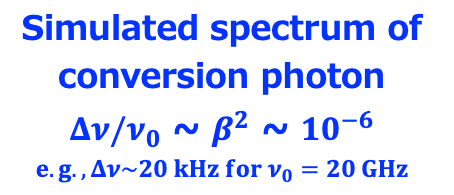 Simulated spectrum of
conversion photon
Δν/ν₀ ~ β² ~ 10⁻⁶
e.g., Δν~20 kHz for ν₀ = 20 GHz